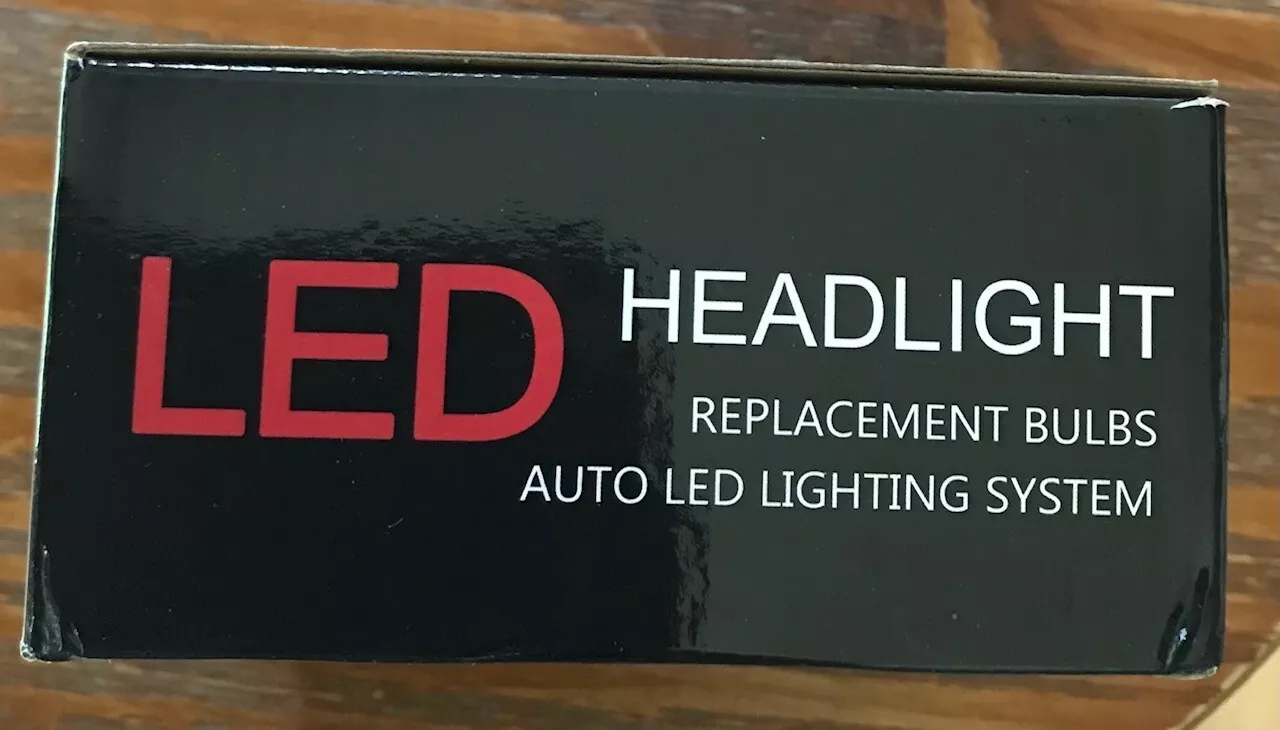 LED HEADLIGHT
REPLACEMENT BULBS
AUTO LED LIGHTING SYSTEM